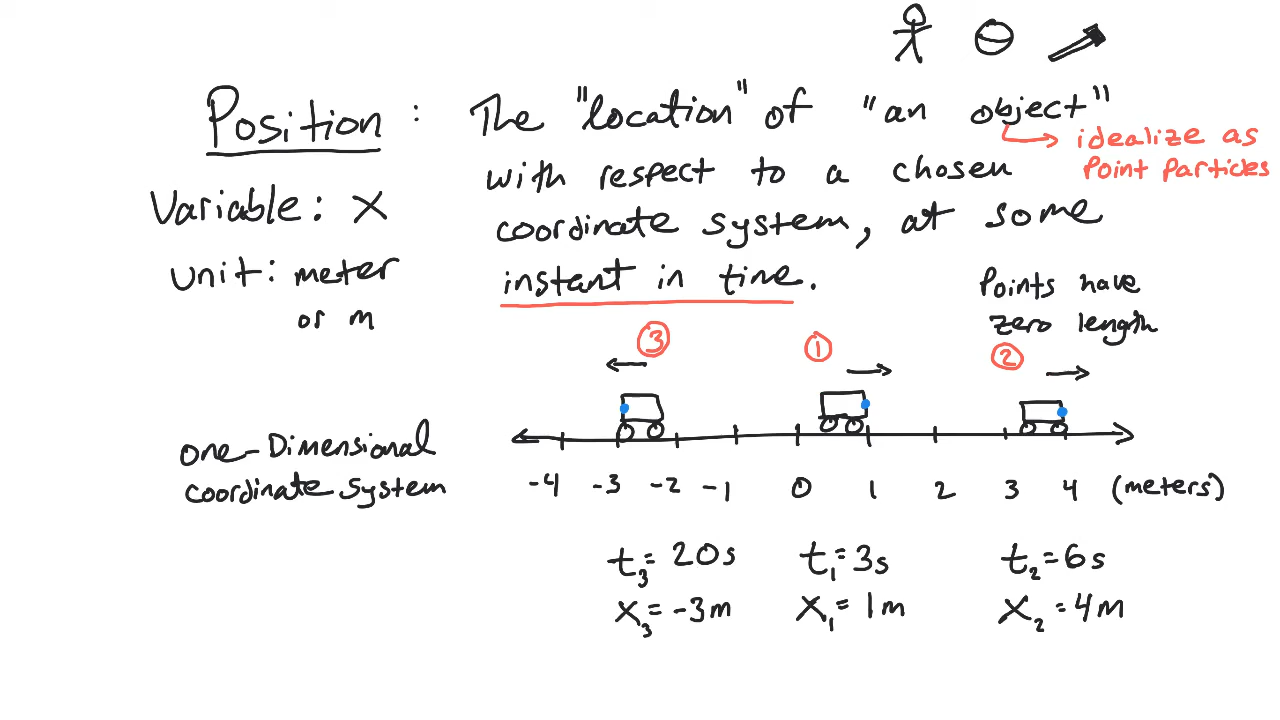 Position : The "location" of "an object"
idealize as
Point Particles
with respect to a chosen
Variable: x
coordinate system, at some
unit: meter
or m
instant in time.
Points have
zero length
③ ① ②
one-Dimensional
coordinate system
-4 -3 -2 -1 0 1 2 3 4 (meters)
t₃= 20s t₁= 3s t₂=6s
x₃= -3m x₁= 1m x₂=4m